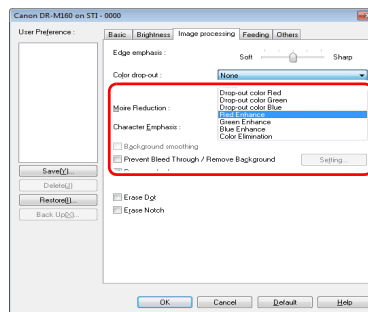 Canon DR-M160 on STI - 0000
User Preference :
Basic Brightness Image processing Feeding Others
Edge emphasis :
Soft Sharp
Color drop-out :
None
Drop-out color Red
Drop-out color Green
Drop-out color Blue
Red Enhance
Green Enhance
Blue Enhance
Color Elimination
Moire Reduction :
Character Emphasis :
Background smoothing
Prevent Bleed Through / Remove Background
Setting...
Save(Y)...
Delete(J)
Restore(I)...
Back Up(X)...
Erase Dot
Erase Notch
OK Cancel Default Help